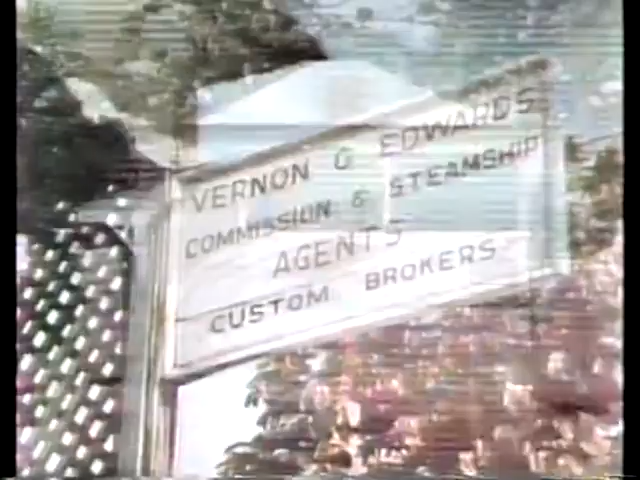 VERNON G EDWARDS
COMMISSION & STEAMSHIP
AGENTS
CUSTOM BROKERS